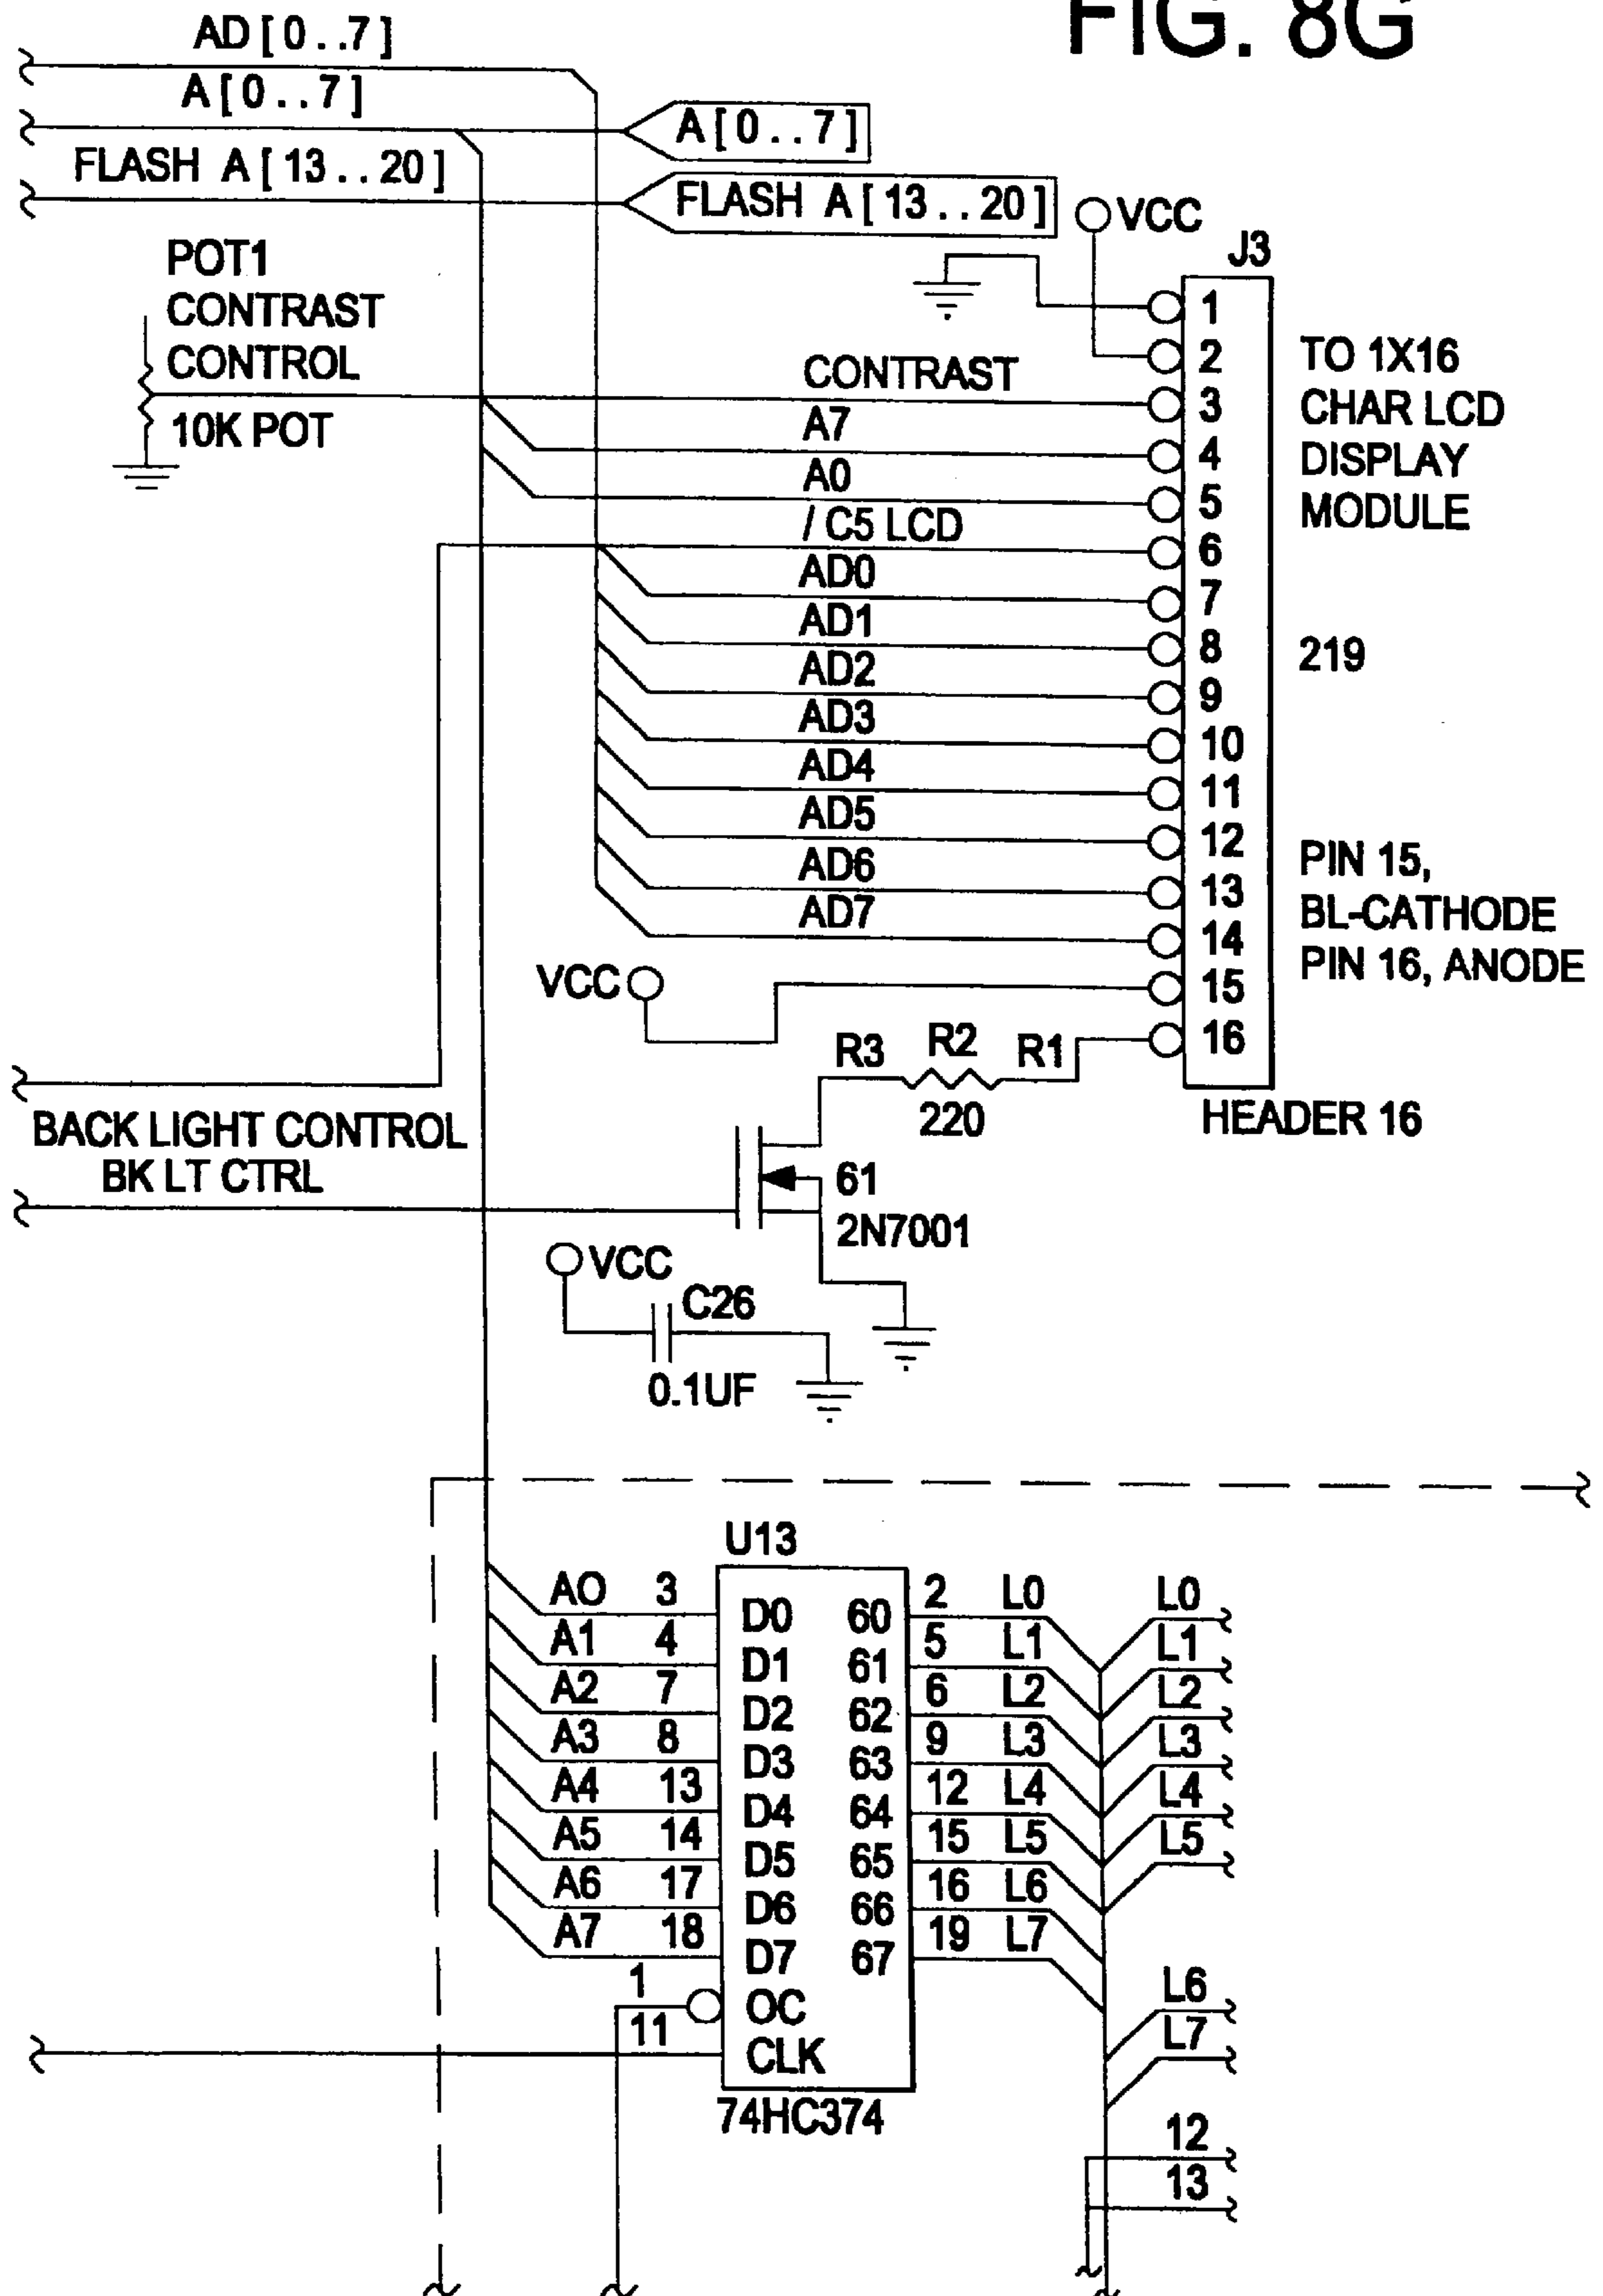 FIG. 8G
AD [ 0 . . 7 ]
A [ 0 . . 7 ]
A [ 0 . . 7 ]
FLASH A [ 13 . . 20 ]
FLASH A [ 13 . . 20 ]
VCC
J3
POT1
CONTRAST
CONTROL
10K POT
CONTRAST
A7
A0
/ C5 LCD
AD0
AD1
AD2
AD3
AD4
AD5
AD6
AD7
VCC
1
2
3
4
5
6
7
8
9
10
11
12
13
14
15
16
TO 1X16
CHAR LCD
DISPLAY
MODULE
219
PIN 15,
BL-CATHODE
PIN 16, ANODE
HEADER 16
R3 R2 R1
220
BACK LIGHT CONTROL
BK LT CTRL
61
2N7001
VCC
C26
0.1UF
U13
AO 3 D0 60 2 L0 L0
A1 4 D1 61 5 L1 L1
A2 7 D2 62 6 L2 L2
A3 8 D3 63 9 L3 L3
A4 13 D4 64 12 L4 L4
A5 14 D5 65 15 L5 L5
A6 17 D6 66 16 L6
A7 18 D7 67 19 L7
1 OC
11 CLK
74HC374
L6
L7
12
13